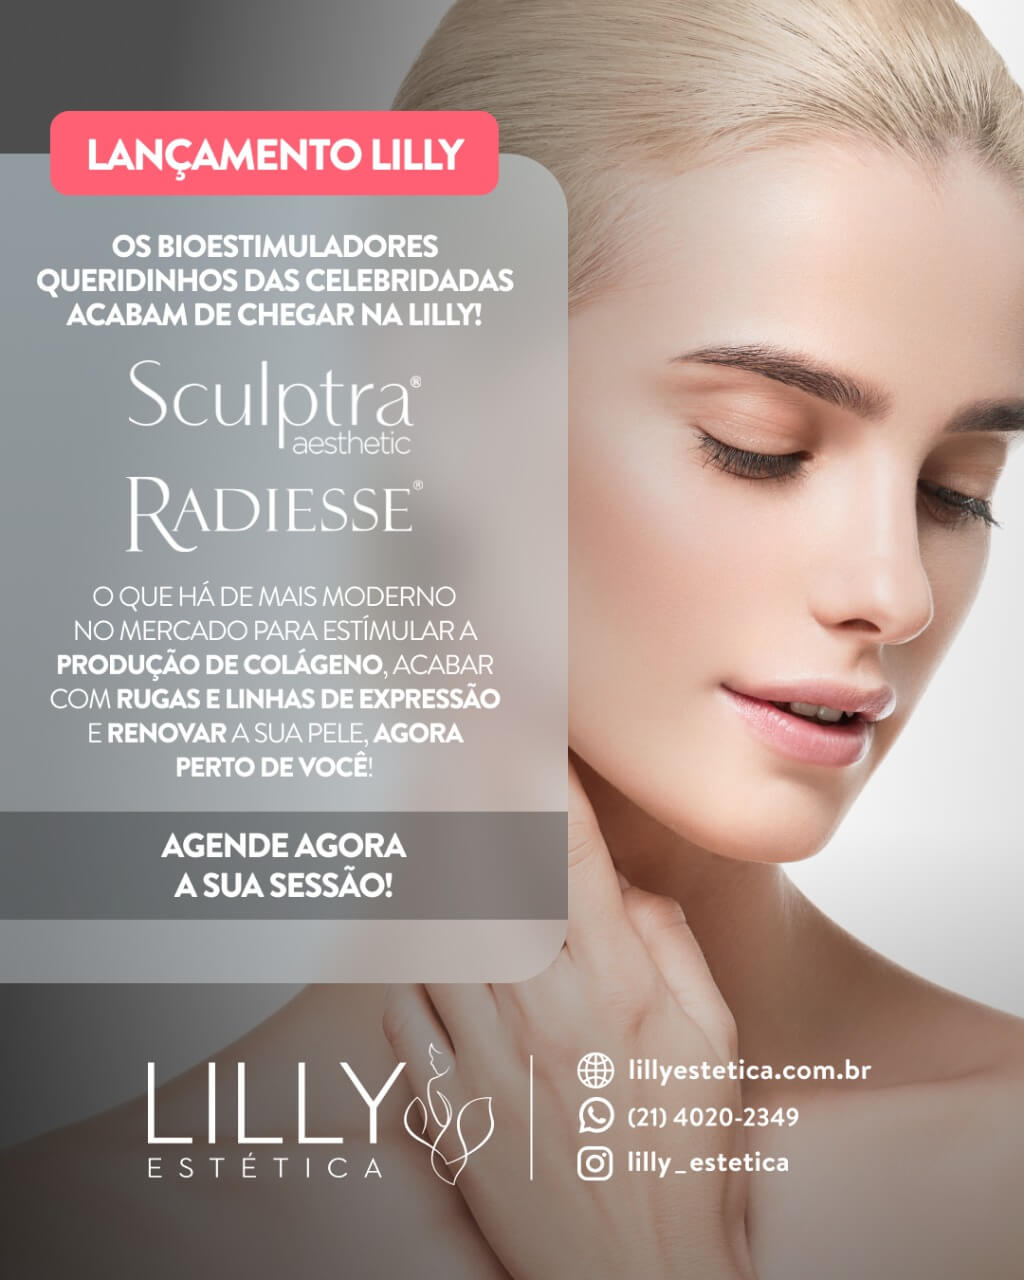 LANÇAMENTO LILLY
OS BIOESTIMULADORES
QUERIDINHOS DAS CELEBRIDADAS
ACABAM DE CHEGAR NA LILLY!
Sculptra®
aesthetic
RADIESSE®
O QUE HÁ DE MAIS MODERNO
NO MERCADO PARA ESTÍMULAR A
PRODUÇÃO DE COLÁGENO, ACABAR
COM RUGAS E LINHAS DE EXPRESSÃO
E RENOVAR A SUA PELE, AGORA
PERTO DE VOCÊ!
AGENDE AGORA
A SUA SESSÃO!
LILLY
ESTÉTICA
lillyestetica.com.br
(21) 4020-2349
lilly_estetica